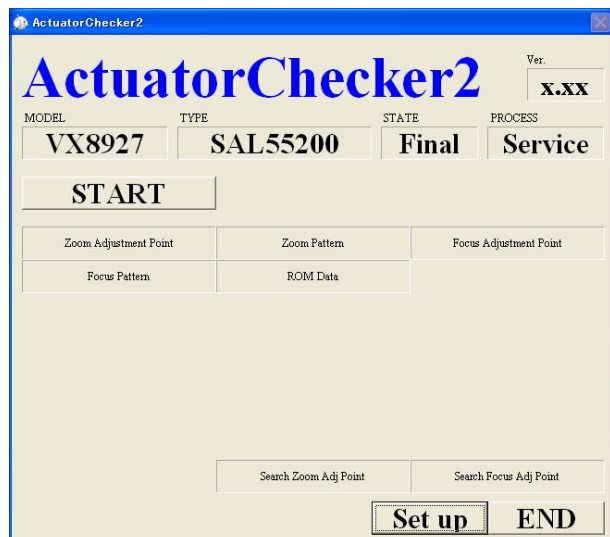 ActuatorChecker2
ActuatorChecker2
Ver.
x.xx
MODEL TYPE STATE PROCESS
VX8927 SAL55200 Final Service
START
Zoom Adjustment Point Zoom Pattern Focus Adjustment Point
Focus Pattern ROM Data
Search Zoom Adj Point Search Focus Adj Point
Set up END